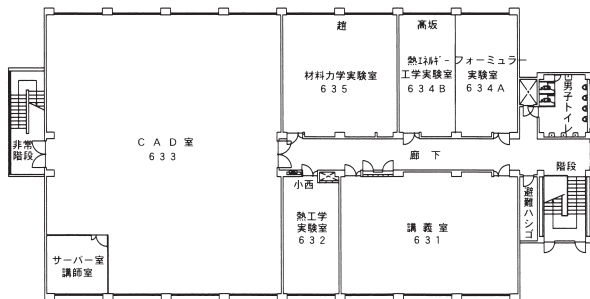 趙
材料力学実験室
635
髙坂
熱エネルギー
工学実験室
634B
フォーミュラー
実験室
634A
男子トイレ
ＣＡＤ室
633
非常
階段
廊下
階段
小西
熱工学
実験室
632
講義室
631
避難ハシゴ
サーバー室
講師室